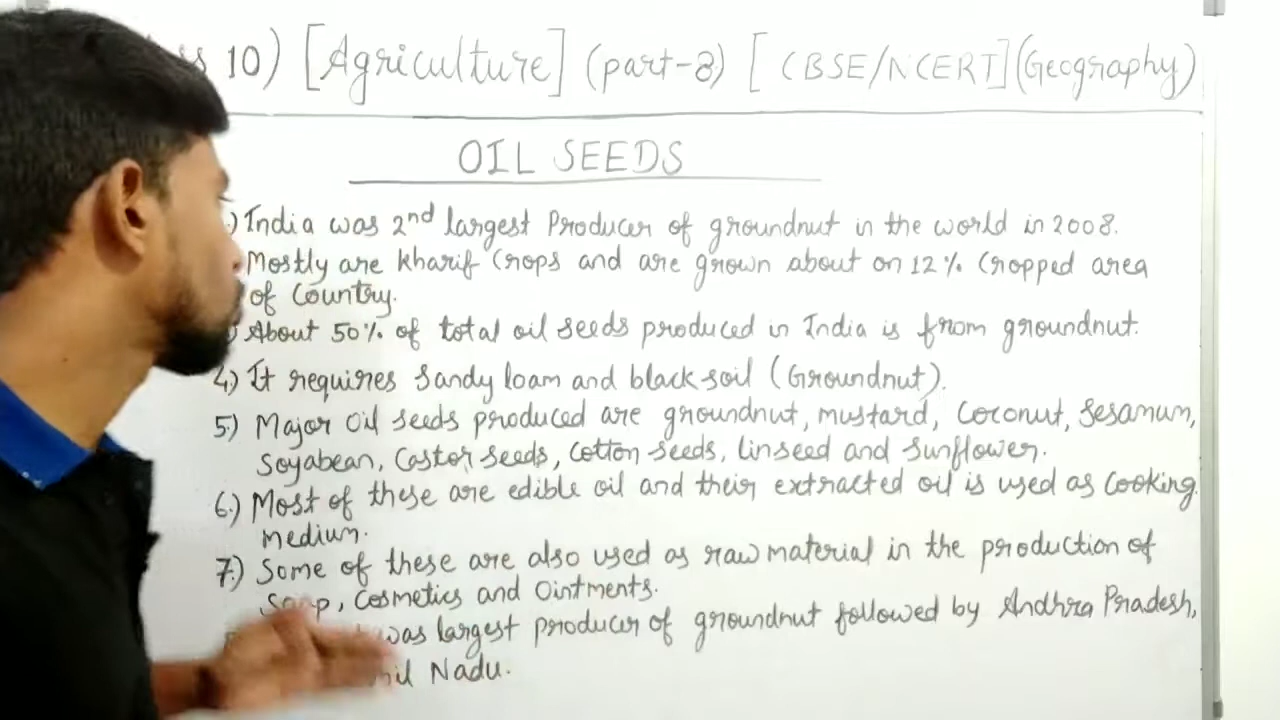 10) [Agriculture] (part-8) [CBSE/NCERT] (Geography)
OIL SEEDS
India was 2nd largest Producer of groundnut in the world in 2008.
Mostly are kharif Crops and are grown about on 12% Cropped area
of Country.
About 50% of total oil seeds produced in India is from groundnut.
4.) It requires Sandy loam and black soil (Groundnut).
5.) Major Oil seeds produced are groundnut, mustard, Coconut, Sesamum,
Soyabean, Castor seeds, Cotton seeds, linseed and sunflower.
6.) Most of these are edible oil and their extracted oil is used as Cooking
medium.
7.) Some of these are also used as raw material in the production of
Soap, Cosmetics and Ointments.
was largest producer of groundnut followed by Andhra Pradesh,
Nadu.